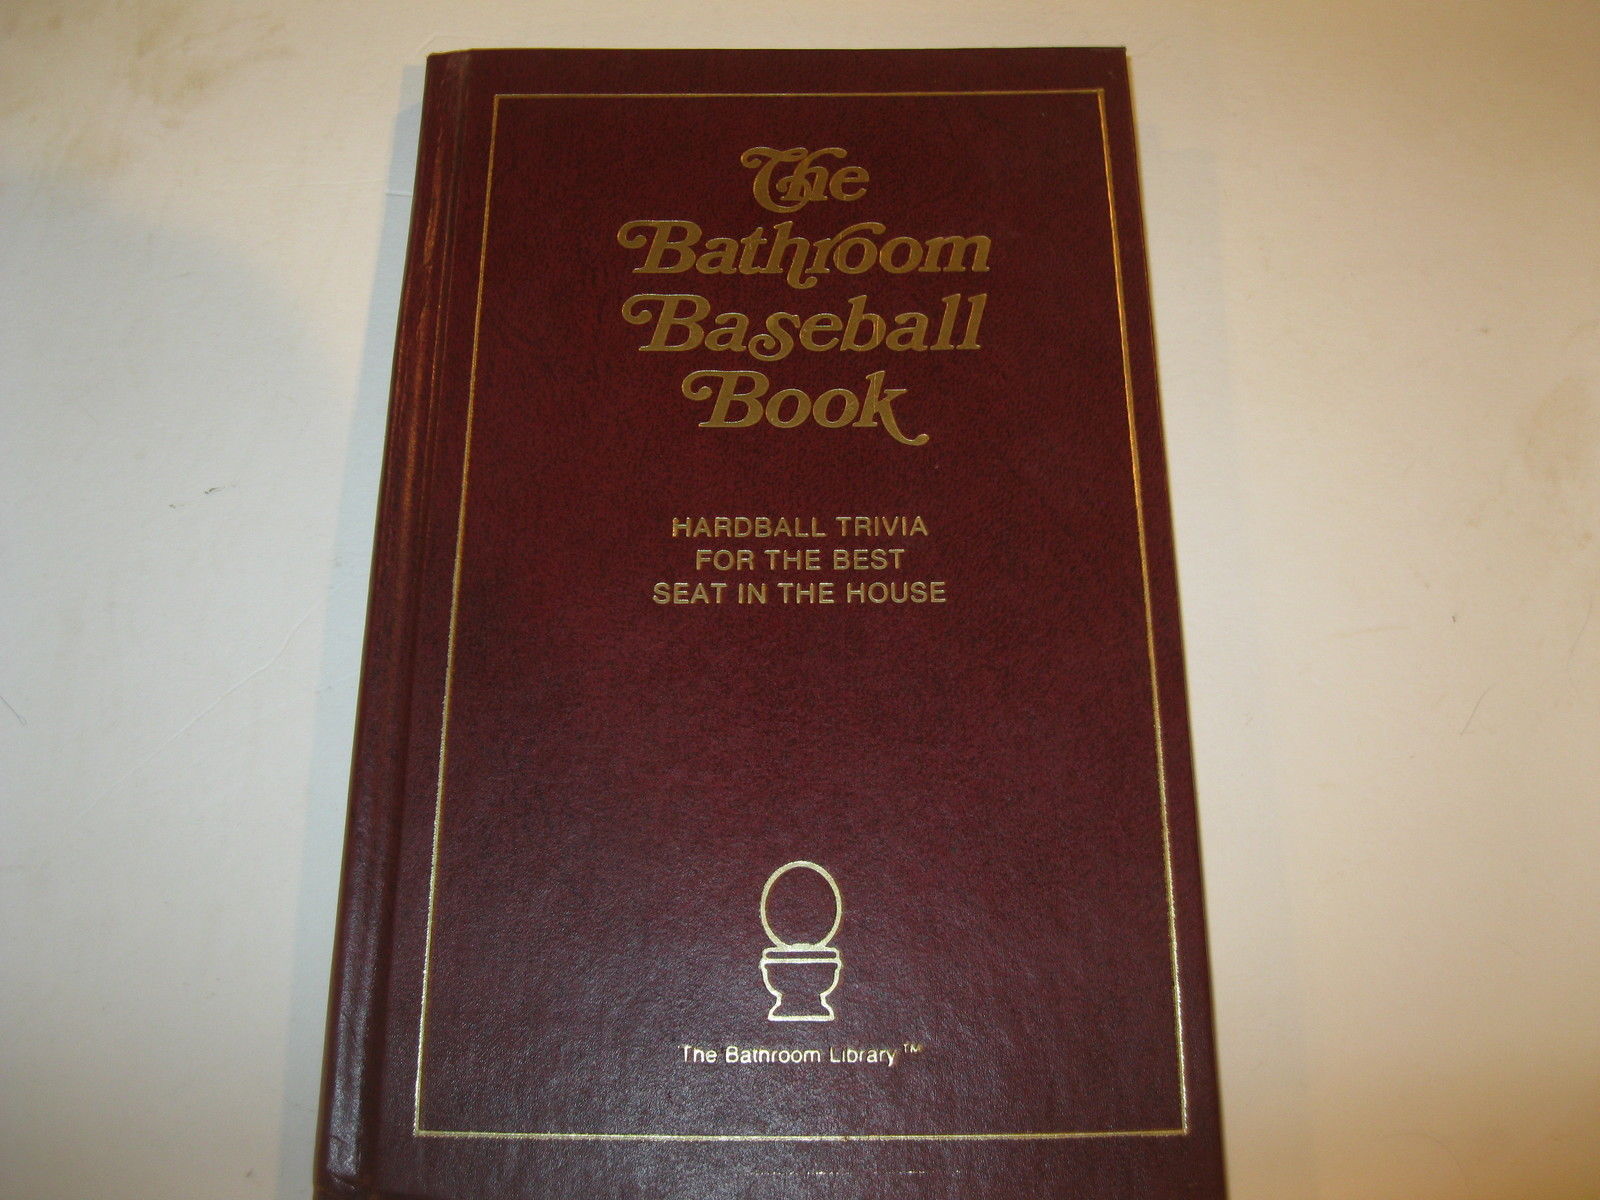 The
Bathroom
Baseball
Book
HARDBALL TRIVIA
FOR THE BEST
SEAT IN THE HOUSE
The Bathroom Library™